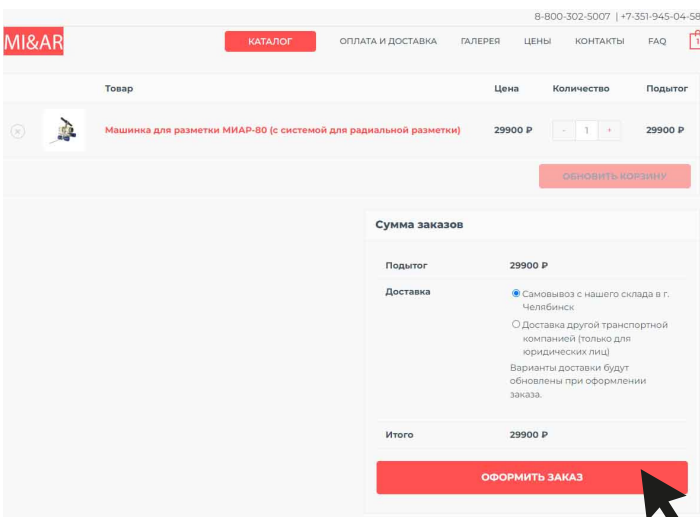 8-800-302-5007 | +7-351-945-04-58
MI&AR
КАТАЛОГ ОПЛАТА И ДОСТАВКА ГАЛЕРЕЯ ЦЕНЫ КОНТАКТЫ FAQ 1
Товар Цена Количество Подытог
Машинка для разметки МИАР-80 (с системой для радиальной разметки) 29900 ₽ - 1 + 29900 ₽
ОБНОВИТЬ КОРЗИНУ
Сумма заказов
Подытог 29900 ₽
Доставка Самовывоз с нашего склада в г.
Челябинск
Доставка другой транспортной
компанией (только для
юридических лиц)
Варианты доставки будут
обновлены при оформлении
заказа.
Итого 29900 ₽
ОФОРМИТЬ ЗАКАЗ